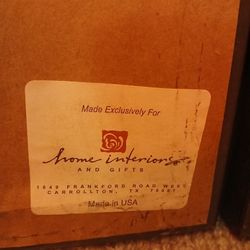 Made Exclusively For
home interiors
AND GIFTS
1649 FRANKFORD ROAD WEST
CARROLLTON, TX 75007
Made in USA